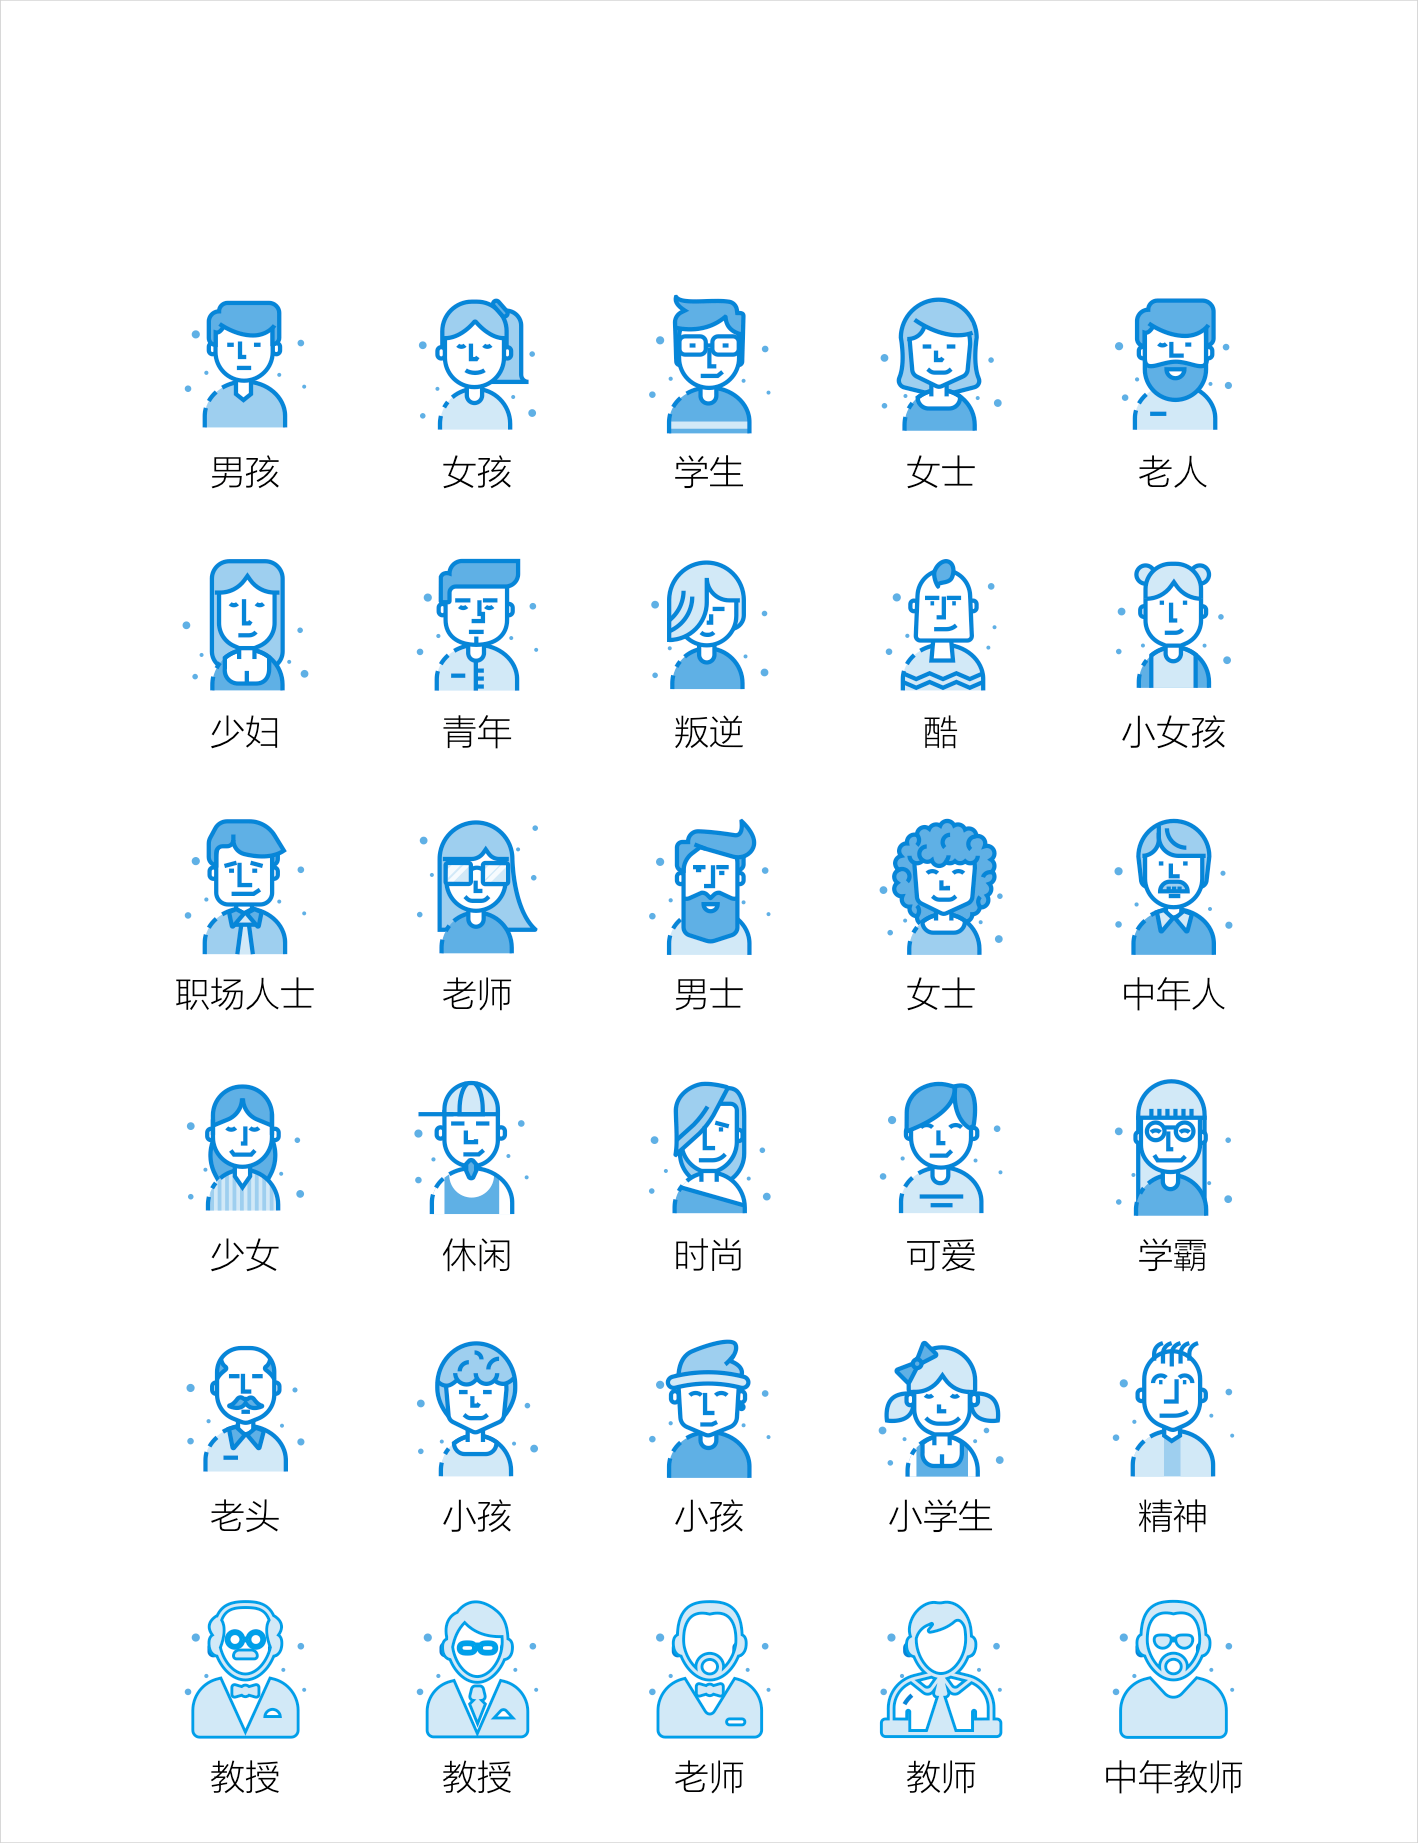 男孩 女孩 学生 女士 老人
少妇 青年 叛逆 酷 小女孩
职场人士 老师 男士 女士 中年人
少女 休闲 时尚 可爱 学霸
老头 小孩 小孩 小学生 精神
教授 教授 老师 教师 中年教师